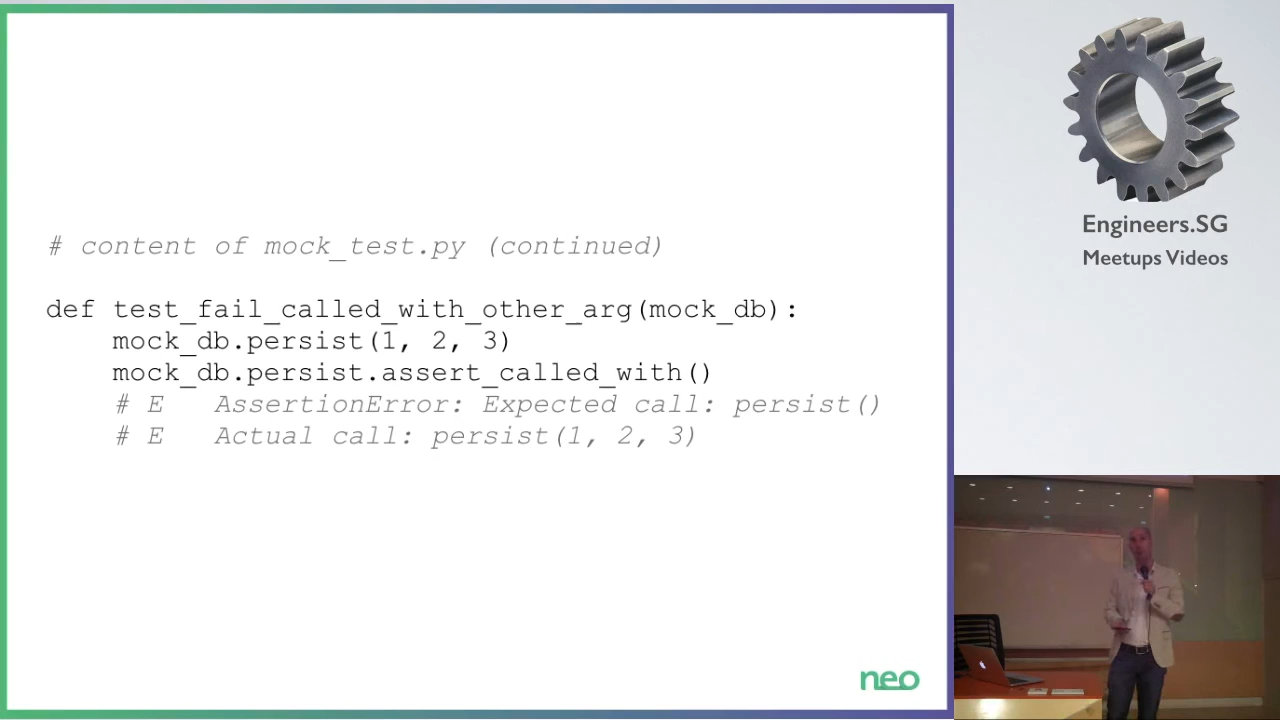 # content of mock_test.py (continued)
def test_fail_called_with_other_arg(mock_db):
mock_db.persist(1, 2, 3)
mock_db.persist.assert_called_with()
# E AssertionError: Expected call: persist()
# E Actual call: persist(1, 2, 3)
neo
Engineers.SG
Meetups Videos